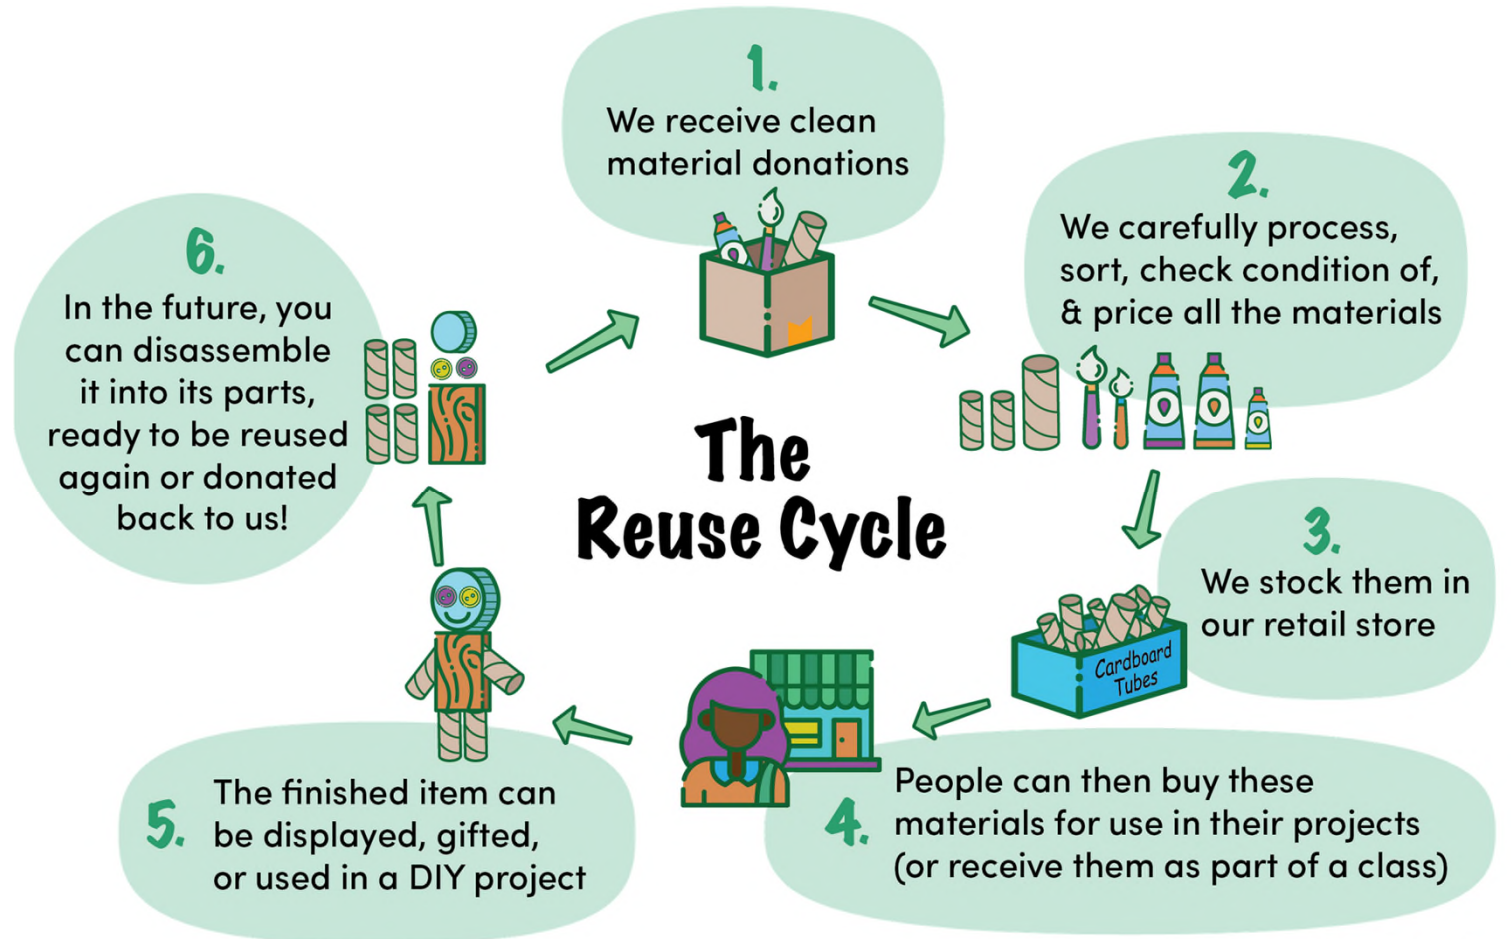 The
Reuse Cycle
1.
We receive clean
material donations
2.
We carefully process,
sort, check condition of,
& price all the materials
3.
We stock them in
our retail store
Cardboard
Tubes
4.
People can then buy these
materials for use in their projects
(or receive them as part of a class)
5.
The finished item can
be displayed, gifted,
or used in a DIY project
6.
In the future, you
can disassemble
it into its parts,
ready to be reused
again or donated
back to us!